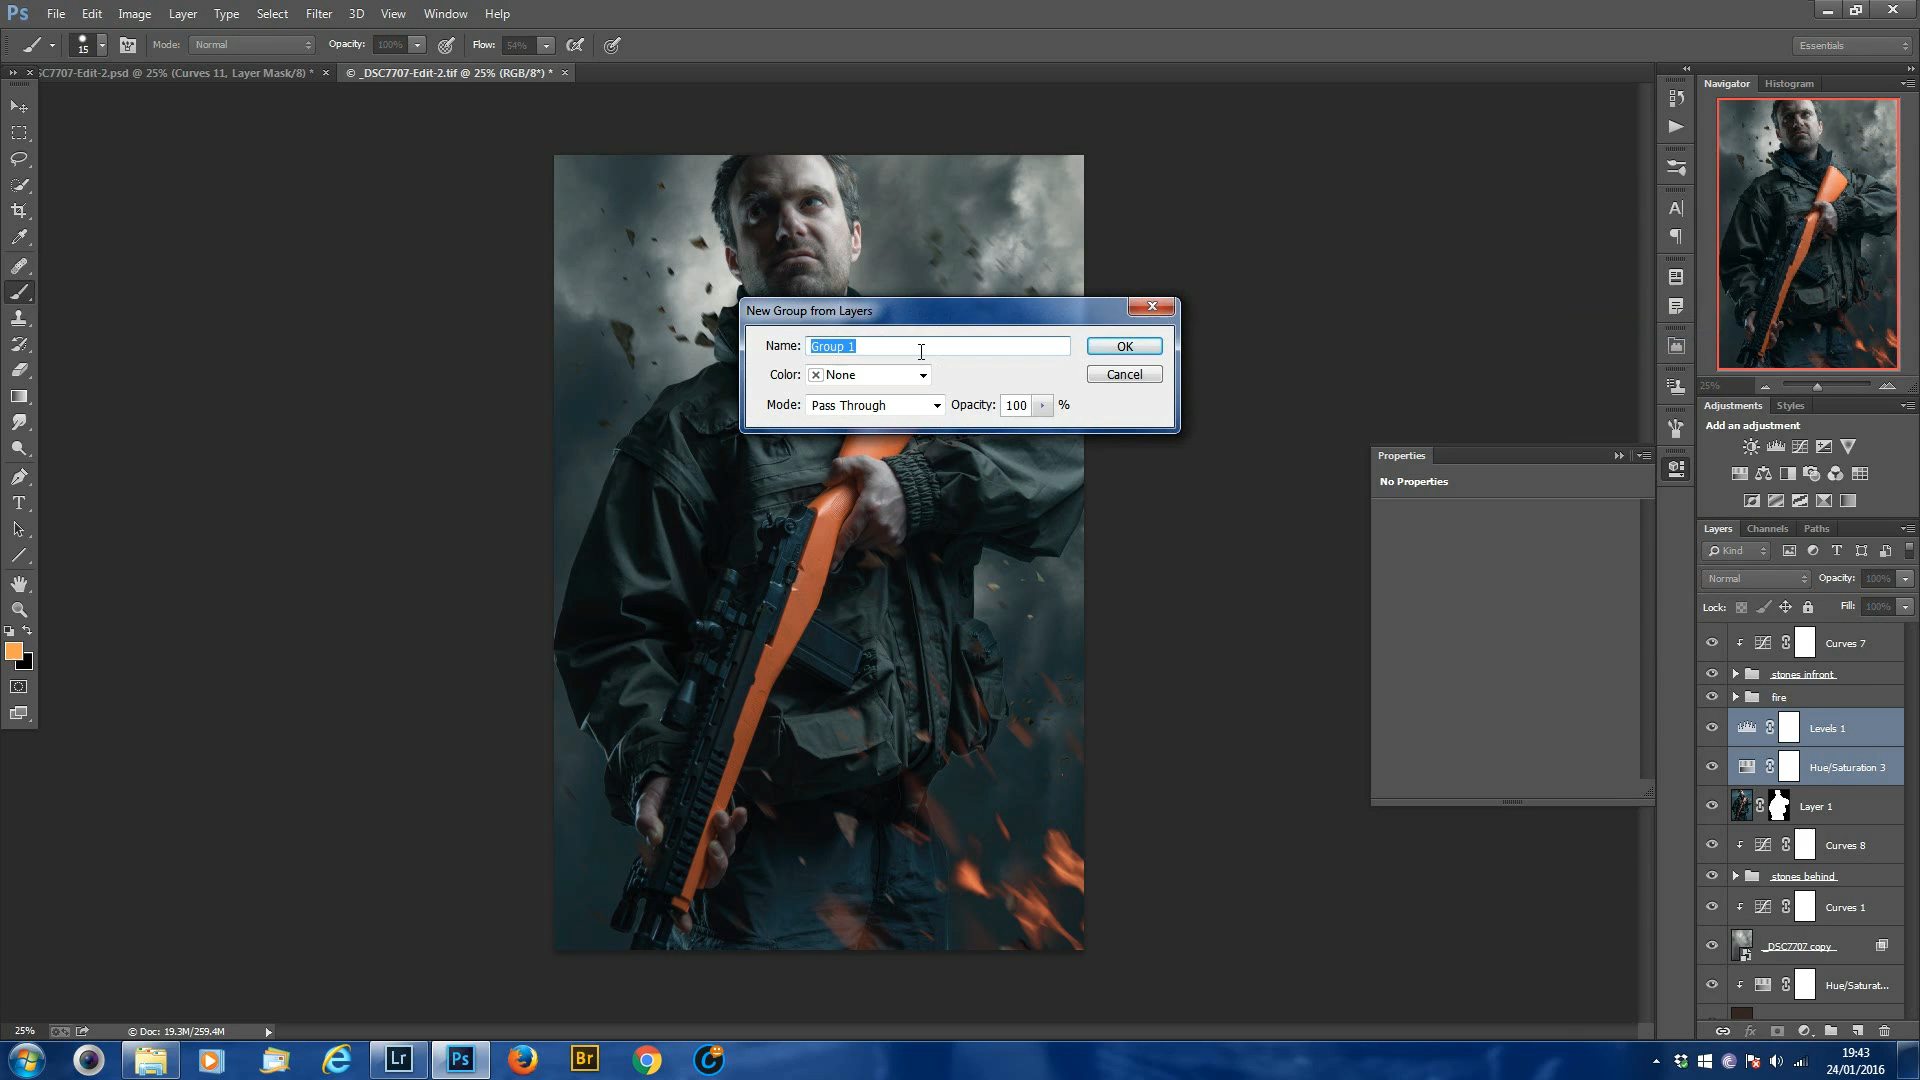 Ps File Edit Image Layer Type Select Filter 3D View Window Help
15 Mode: Normal Opacity: 100% Flow: 54% Essentials
SC7707-Edit-2.psd @ 25% (Curves 11, Layer Mask/8) * × © _DSC7707-Edit-2.tif @ 25% (RGB/8*) * ×
Navigator Histogram
New Group from Layers
Name: Group 1 OK
Color: None Cancel
Mode: Pass Through Opacity: 100 %
25%
Adjustments Styles
Add an adjustment
Properties
No Properties
Layers Channels Paths
Kind
Normal Opacity: 100%
Lock: Fill: 100%
Curves 7
stones infront
fire
Levels 1
Hue/Saturation 3
Layer 1
Curves 8
stones behind
Curves 1
_DSC7707 copy
Hue/Saturat...
25% © Doc: 19.3M/259.4M
Lr Ps Br
19:43
24/01/2016